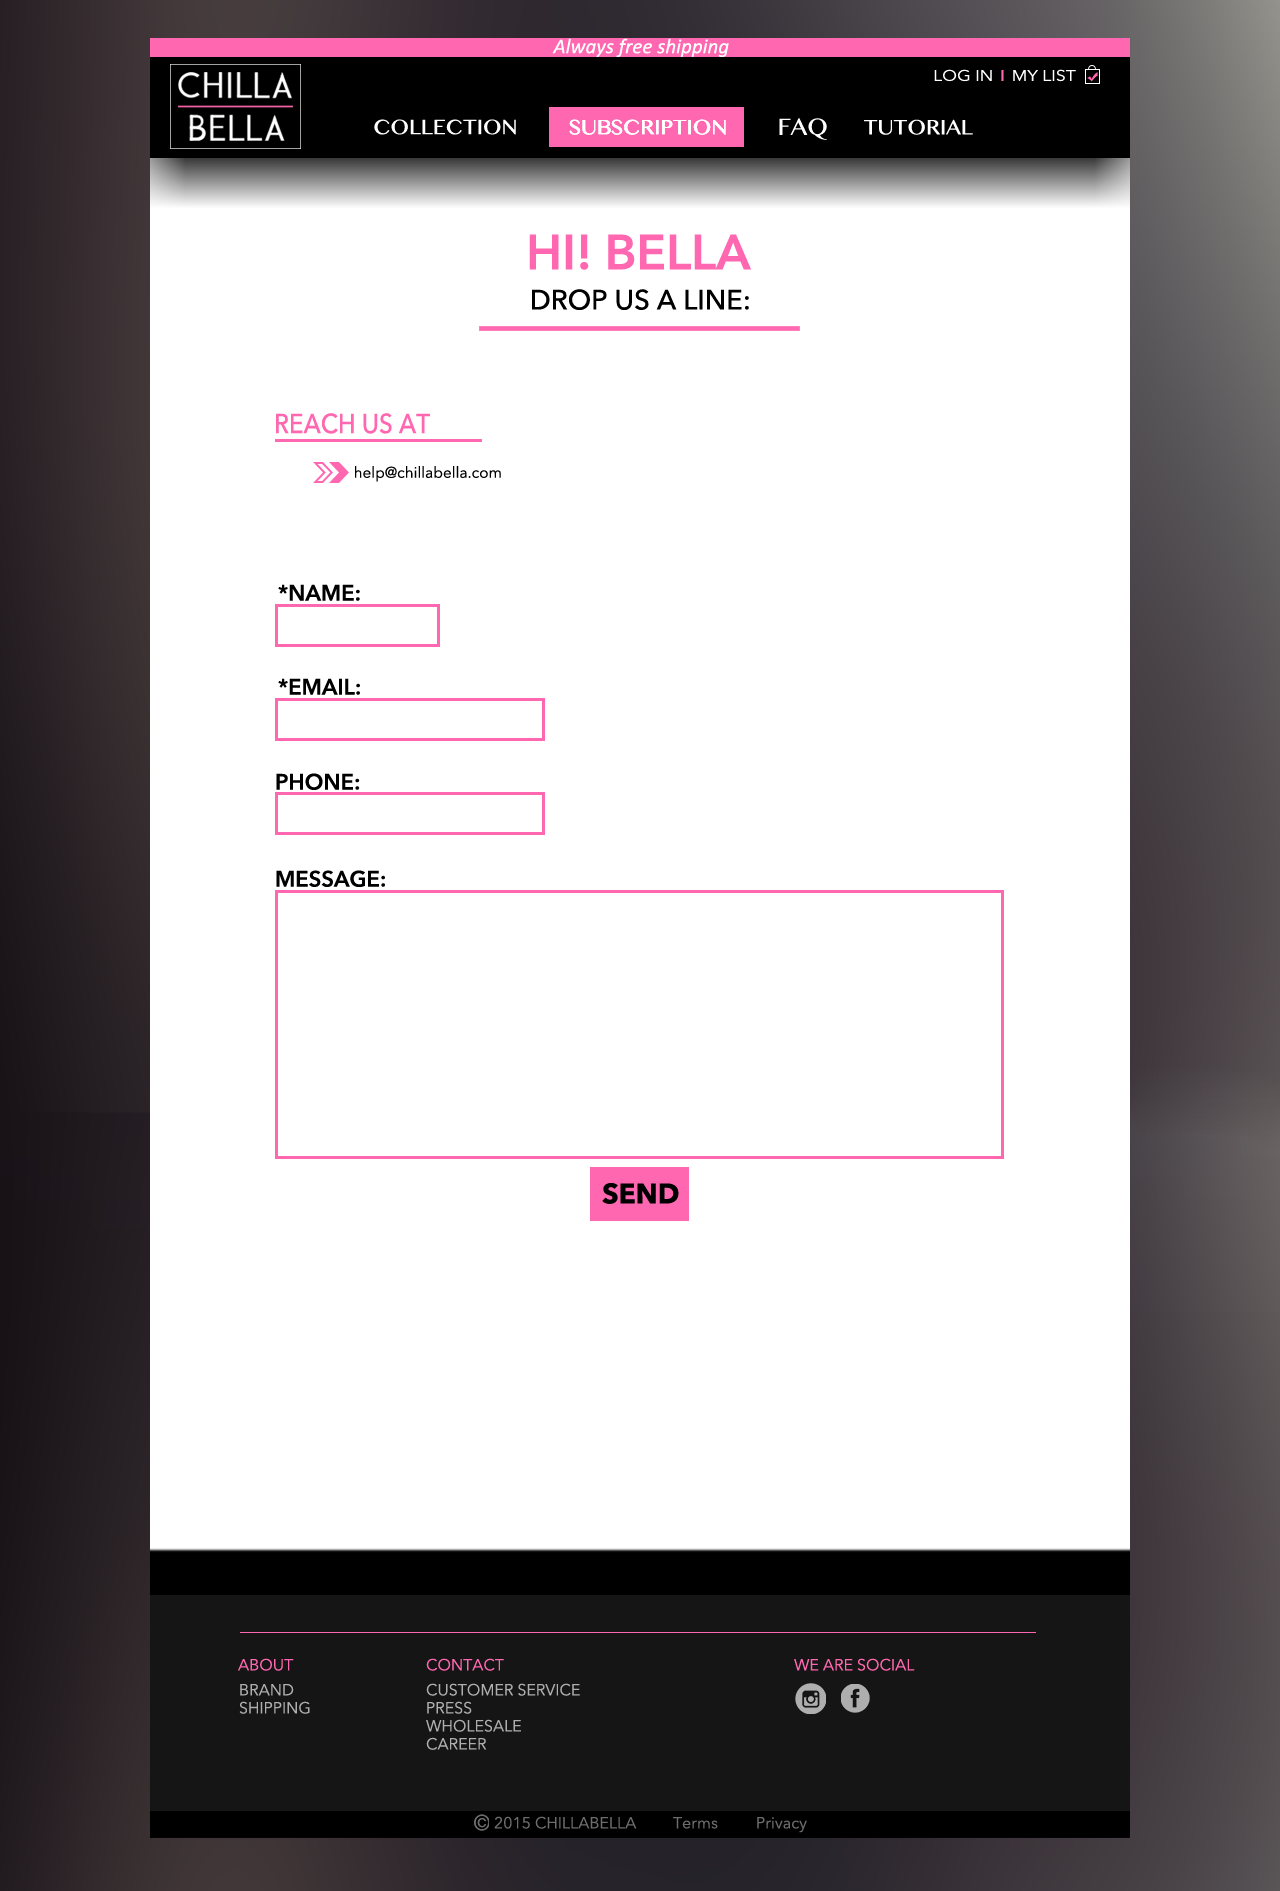 Always free shipping
CHILLA
BELLA
LOG IN I MY LIST
COLLECTION SUBSCRIPTION FAQ TUTORIAL
HI! BELLA
DROP US A LINE:
REACH US AT
help@chillabella.com
*NAME:
*EMAIL:
PHONE:
MESSAGE:
SEND
ABOUT CONTACT WE ARE SOCIAL
BRAND CUSTOMER SERVICE
SHIPPING PRESS
WHOLESALE
CAREER
© 2015 CHILLABELLA Terms Privacy